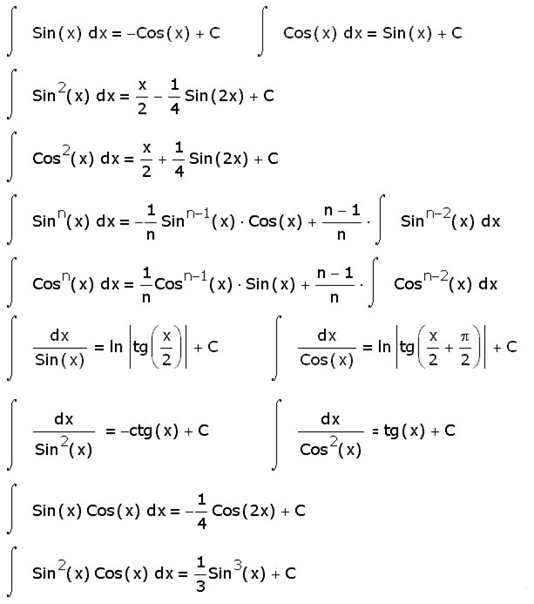 ∫ Sin(x) dx = -Cos(x) + C ∫ Cos(x) dx = Sin(x) + C
∫ Sin²(x) dx = x/2 - 1/4 Sin(2x) + C
∫ Cos²(x) dx = x/2 + 1/4 Sin(2x) + C
∫ Sinⁿ(x) dx = -1/n Sinⁿ⁻¹(x) · Cos(x) + (n - 1)/n · ∫ Sinⁿ⁻²(x) dx
∫ Cosⁿ(x) dx = 1/n Cosⁿ⁻¹(x) · Sin(x) + (n - 1)/n · ∫ Cosⁿ⁻²(x) dx
∫ dx/Sin(x) = ln |tg(x/2)| + C ∫ dx/Cos(x) = ln |tg(x/2 + π/2)| + C
∫ dx/Sin²(x) = -ctg(x) + C ∫ dx/Cos²(x) = tg(x) + C
∫ Sin(x) Cos(x) dx = -1/4 Cos(2x) + C
∫ Sin²(x) Cos(x) dx = 1/3 Sin³(x) + C